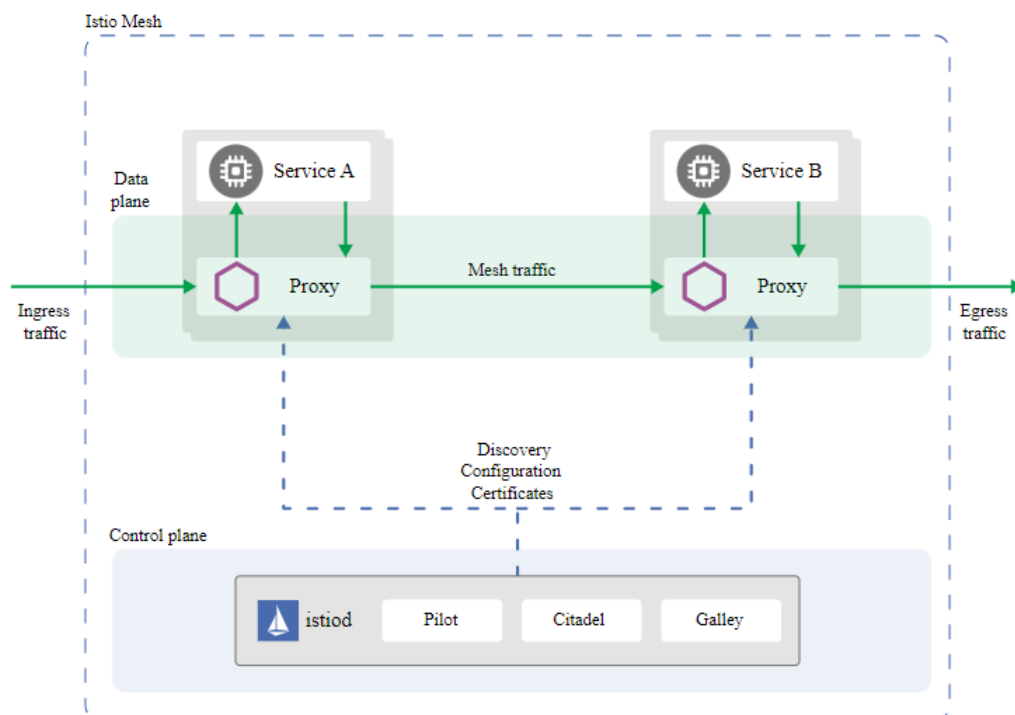 Istio Mesh
Data
plane
Service A
Service B
Proxy
Mesh traffic
Proxy
Ingress
traffic
Egress
traffic
Discovery
Configuration
Certificates
Control plane
istiod
Pilot
Citadel
Galley